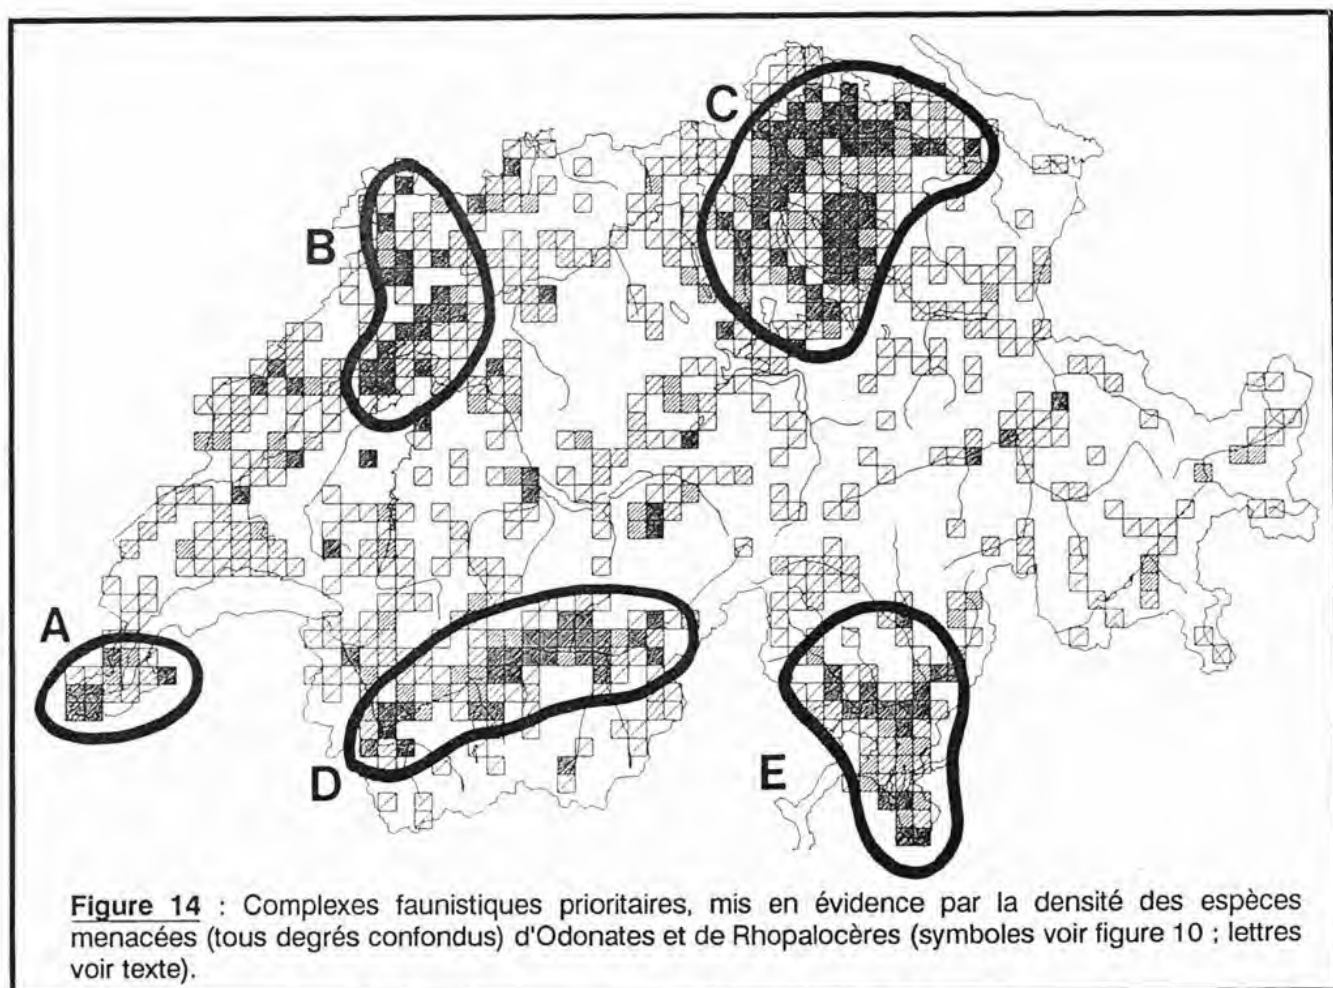 C
B
A
D
E
Figure 14 : Complexes faunistiques prioritaires, mis en évidence par la densité des espèces
menacées (tous degrés confondus) d'Odonates et de Rhopalocères (symboles voir figure 10 ; lettres
voir texte).